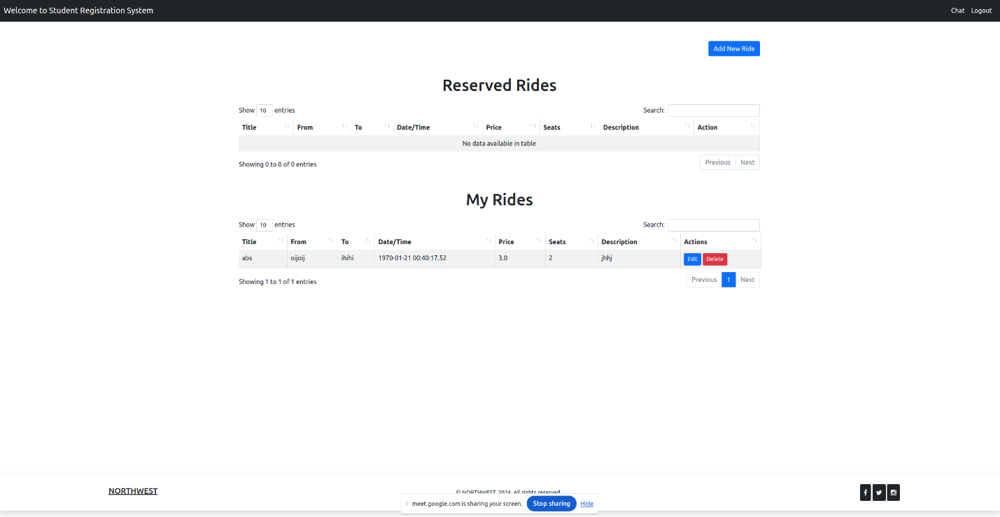 Welcome to Student Registration System Chat Logout
Add New Ride
Reserved Rides
Show 10 entries Search:
Title From To Date/Time Price Seats Description Action
No data available in table
Showing 0 to 0 of 0 entries Previous Next
My Rides
Show 10 entries Search:
Title From To Date/Time Price Seats Description Actions
abs oijoij ihihi 1970-01-21 00:40:17.52 3.0 2 jhhj Edit Delete
Showing 1 to 1 of 1 entries Previous 1 Next
NORTHWEST © NORTHWEST, 2024. All rights reserved
meet.google.com is sharing your screen. Stop sharing Hide